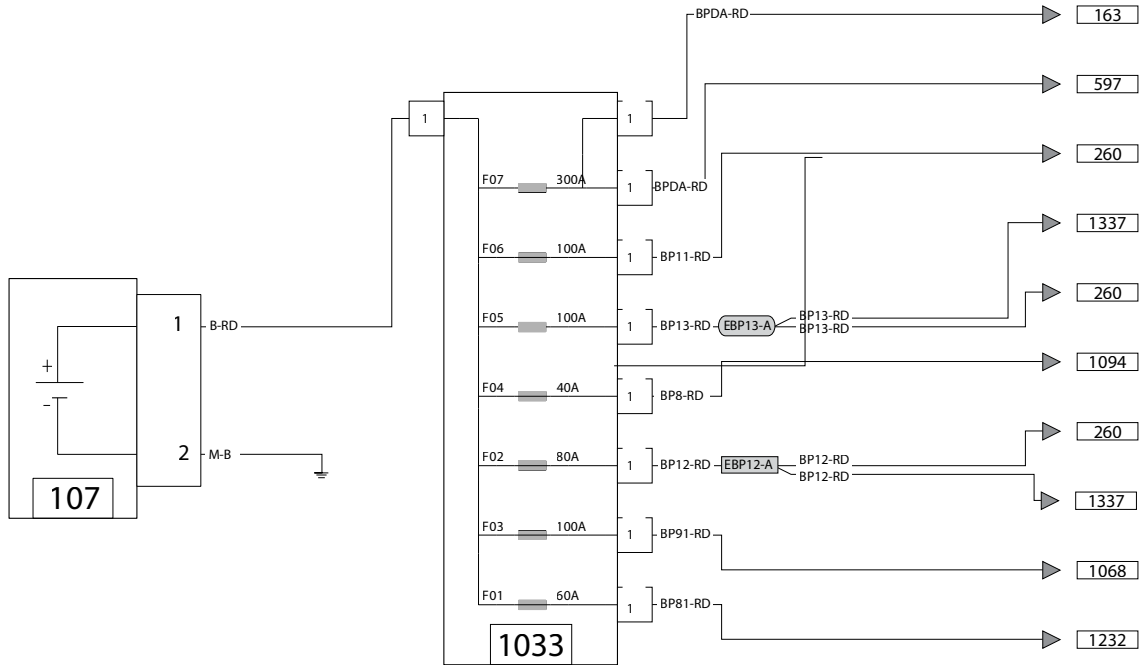 BPDA-RD 163
597
1 1
260
F07 300A 1 BPDA-RD
1337
F06 100A 1 BP11-RD
260
BP13-RD
1 B-RD F05 100A 1 BP13-RD EBP13-A BP13-RD
1094
+
F04 40A 1 BP8-RD
-
260
2 M-B F02 80A 1 BP12-RD EBP12-A BP12-RD
BP12-RD
107 1337
F03 100A 1 BP91-RD
1068
F01 60A 1 BP81-RD
1033 1232